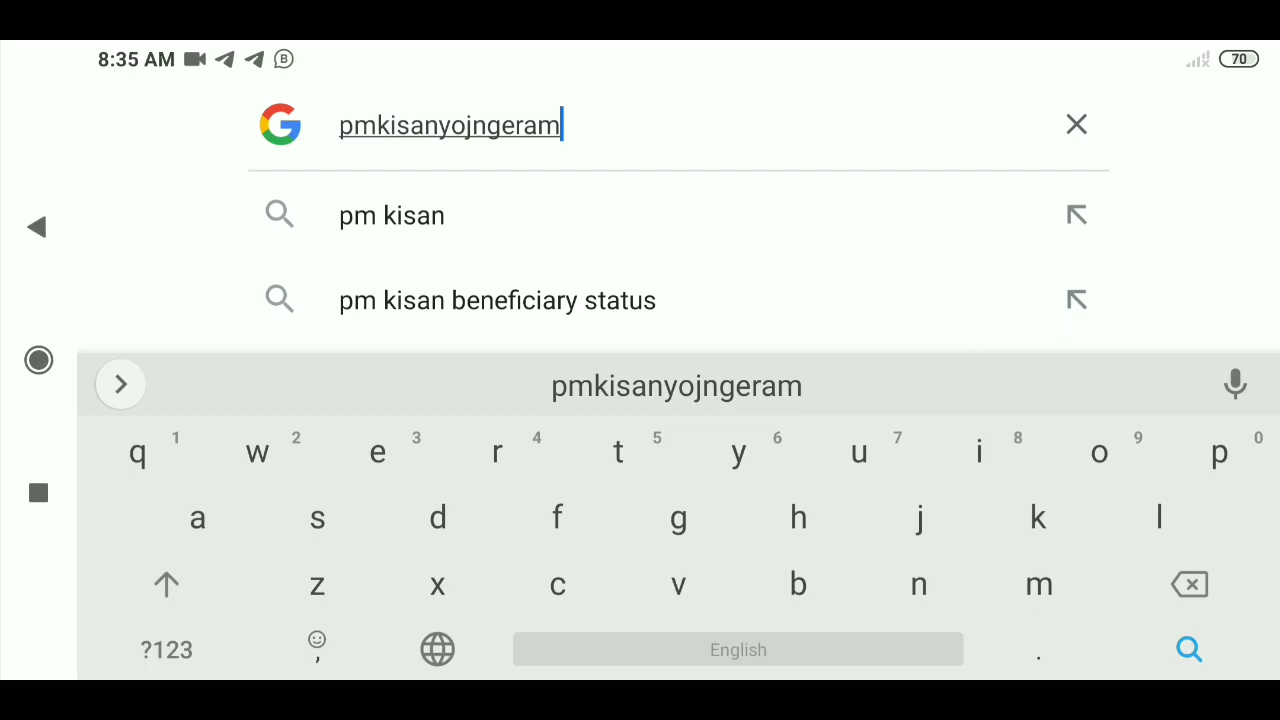 8:35 AM B 70
pmkisanyojngeram
pm kisan
pm kisan beneficiary status
pmkisanyojngeram
q 1 w 2 e 3 r 4 t 5 y 6 u 7 i 8 o 9 p 0
a s d f g h j k l
z x c v b n m
?123 , English .